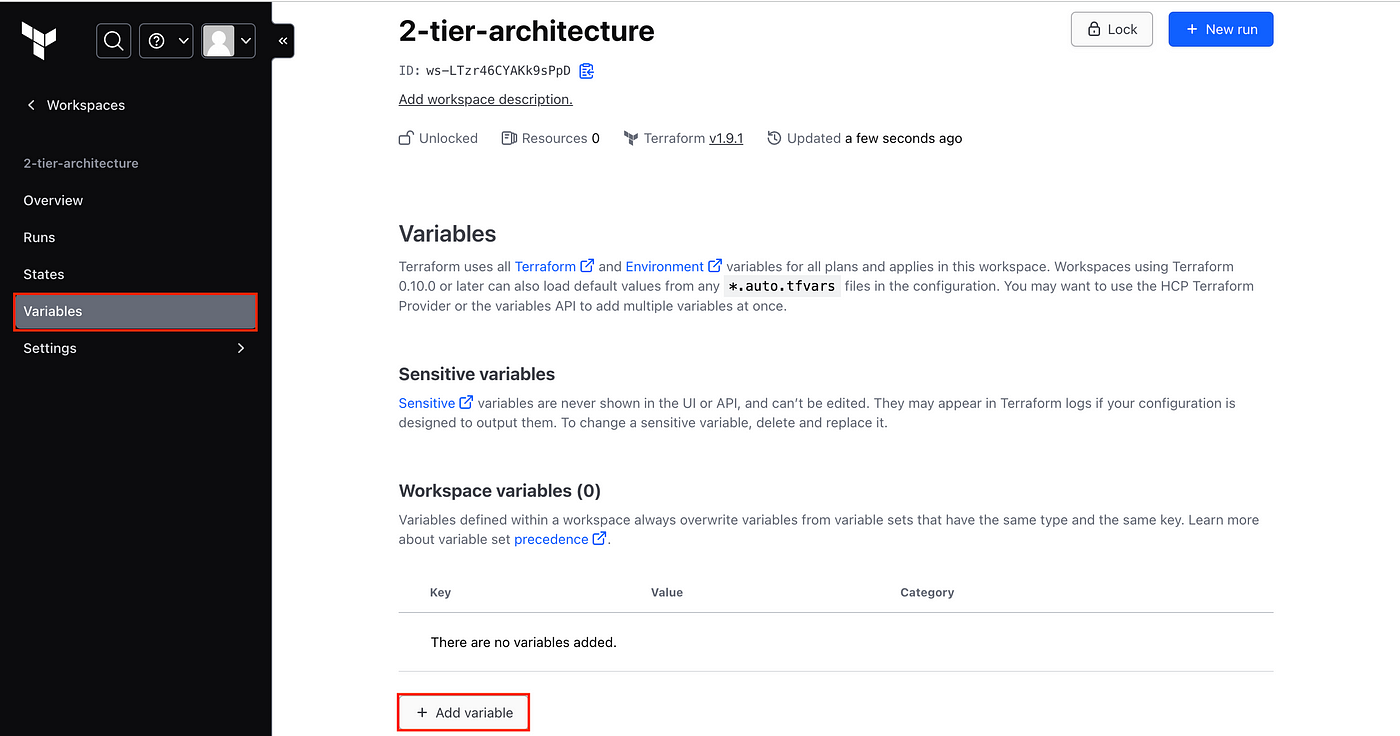 Workspaces
2-tier-architecture
Overview
Runs
States
Variables
Settings
2-tier-architecture
Lock
+ New run
ID: ws-LTzr46CYAKk9sPpD
Add workspace description.
Unlocked Resources 0 Terraform v1.9.1 Updated a few seconds ago
Variables
Terraform uses all Terraform and Environment variables for all plans and applies in this workspace. Workspaces using Terraform
0.10.0 or later can also load default values from any *.auto.tfvars files in the configuration. You may want to use the HCP Terraform
Provider or the variables API to add multiple variables at once.
Sensitive variables
Sensitive variables are never shown in the UI or API, and can’t be edited. They may appear in Terraform logs if your configuration is
designed to output them. To change a sensitive variable, delete and replace it.
Workspace variables (0)
Variables defined within a workspace always overwrite variables from variable sets that have the same type and the same key. Learn more
about variable set precedence.
Key Value Category
There are no variables added.
+ Add variable